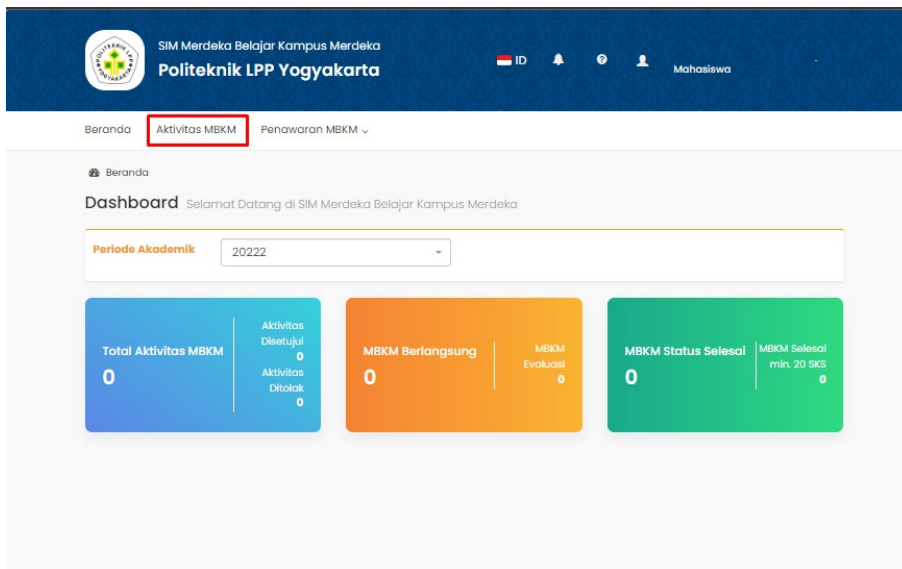 SIM Merdeka Belajar Kampus Merdeka
Politeknik LPP Yogyakarta
ID
Mahasiswa
Beranda Aktivitas MBKM Penawaran MBKM
Beranda
Dashboard Selamat Datang di SIM Merdeka Belajar Kampus Merdeka
Periode Akademik 20222
Total Aktivitas MBKM
0
Aktivitas
Disetujui
0
Aktivitas
Ditolak
0
MBKM Berlangsung
0
MBKM
Evaluasi
0
MBKM Status Selesai
0
MBKM Selesai
min. 20 SKS
0